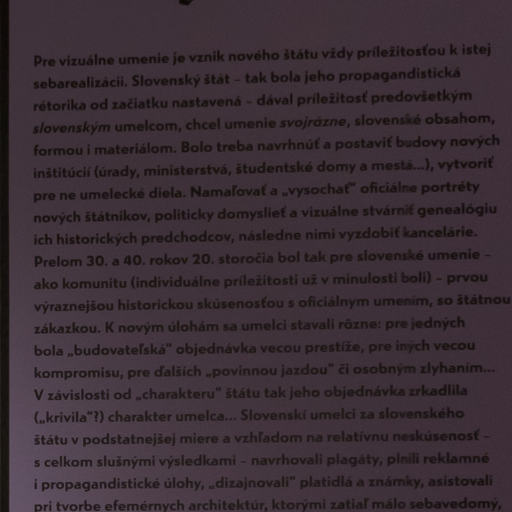 Pre vizuálne umenie je vznik nového štátu vždy príležitosťou k istej
sebarealizácii. Slovenský štát – tak bola jeho propagandistická
rétorika od začiatku nastavená – dával príležitosť predovšetkým
slovenským umelcom, chcel umenie svojrázne, slovenské obsahom,
formou i materiálom. Bolo treba navrhnúť a postaviť budovy nových
inštitúcií (úrady, ministerstvá, študentské domy a mestá...), vytvoriť
pre ne umelecké diela. Namaľovať a „vysochať“ oficiálne portréty
nových štátnikov, politicky domyslieť a vizuálne stvárniť genealógiu
ich historických predchodcov, následne nimi vyzdobiť kancelárie.
Prelom 30. a 40. rokov 20. storočia bol tak pre slovenské umenie –
ako komunitu (individuálne príležitosti už v minulosti boli) – prvou
výraznejšou historickou skúsenosťou s oficiálnym umením, so štátnou
zákazkou. K novým úlohám sa umelci stavali rôzne: pre jedných
bola „budovateľská“ objednávka vecou prestíže, pre iných vecou
kompromisu, pre ďalších „povinnou jazdou“ či osobným zlyhaním...
V závislosti od „charakteru“ štátu tak jeho objednávka zrkadlila
(„krivila“?) charakter umelca... Slovenskí umelci za slovenského
štátu v podstatnejšej miere a vzhľadom na relatívnu neskúsenosť –
s celkom slušnými výsledkami – navrhovali plagáty, plnili reklamné
i propagandistické úlohy, „dizajnovali“ platidlá a známky, asistovali
pri tvorbe efemérnych architektúr, ktorými zatiaľ málo sebavedomý,